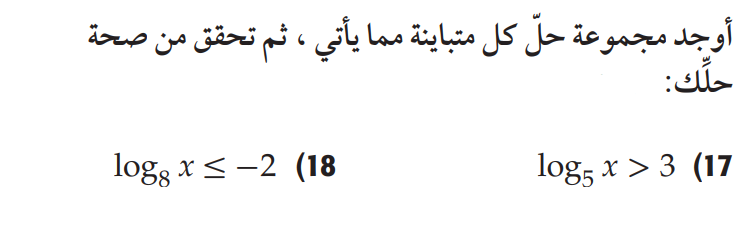 أوجد مجموعة حلّ كل متباينة مما يأتي ، ثم تحقق من صحة
حلِّك:
17) log₅ x > 3 18) log₈ x ≤ −2